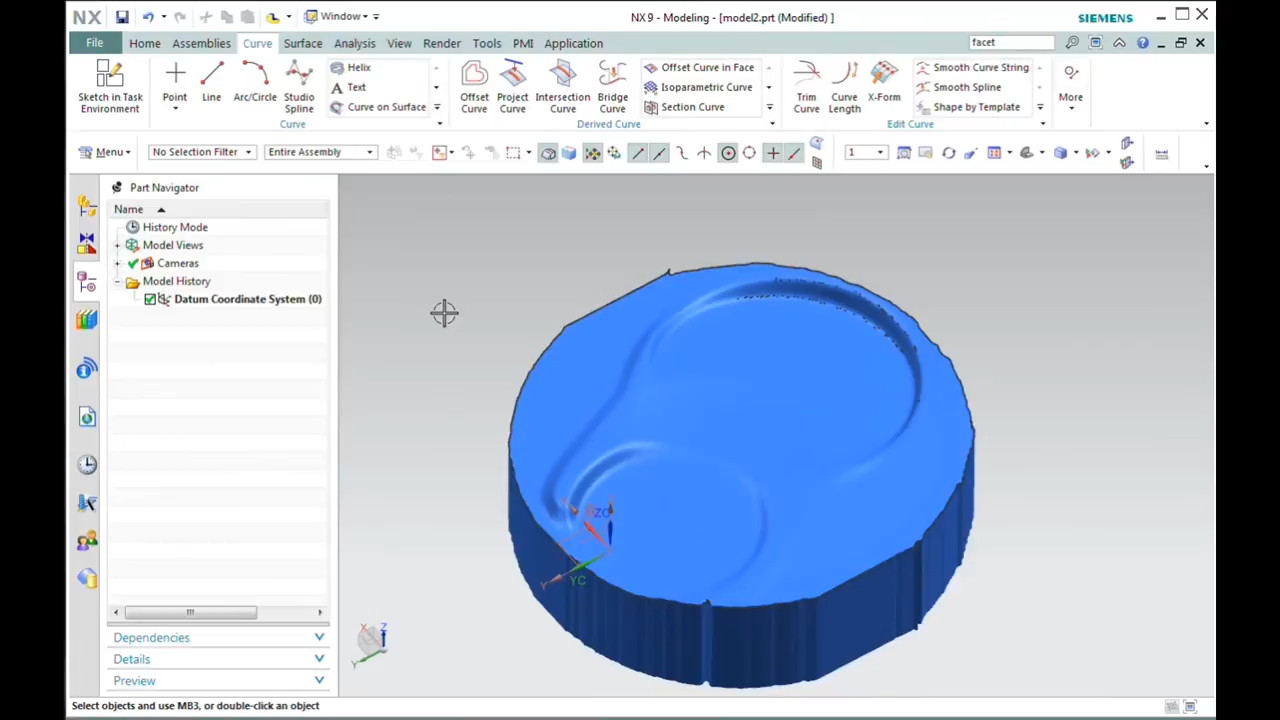 NX
Window
NX 9 - Modeling - [model2.prt (Modified) ]
SIEMENS
File
Home
Assemblies
Curve
Surface
Analysis
View
Render
Tools
PMI
Application
facet
Sketch in Task
Environment
Point
Line
Arc/Circle
Studio
Spline
Helix
Text
Curve on Surface
Curve
Offset
Curve
Project
Curve
Intersection
Curve
Bridge
Curve
Offset Curve in Face
Isoparametric Curve
Section Curve
Derived Curve
Trim
Curve
Curve
Length
X-Form
Smooth Curve String
Smooth Spline
Shape by Template
Edit Curve
More
Menu
No Selection Filter
Entire Assembly
1
Part Navigator
Name
History Mode
Model Views
Cameras
Model History
Datum Coordinate System (0)
ZC
YC
Y
X
Z
Y
Dependencies
Details
Preview
Select objects and use MB3, or double-click an object